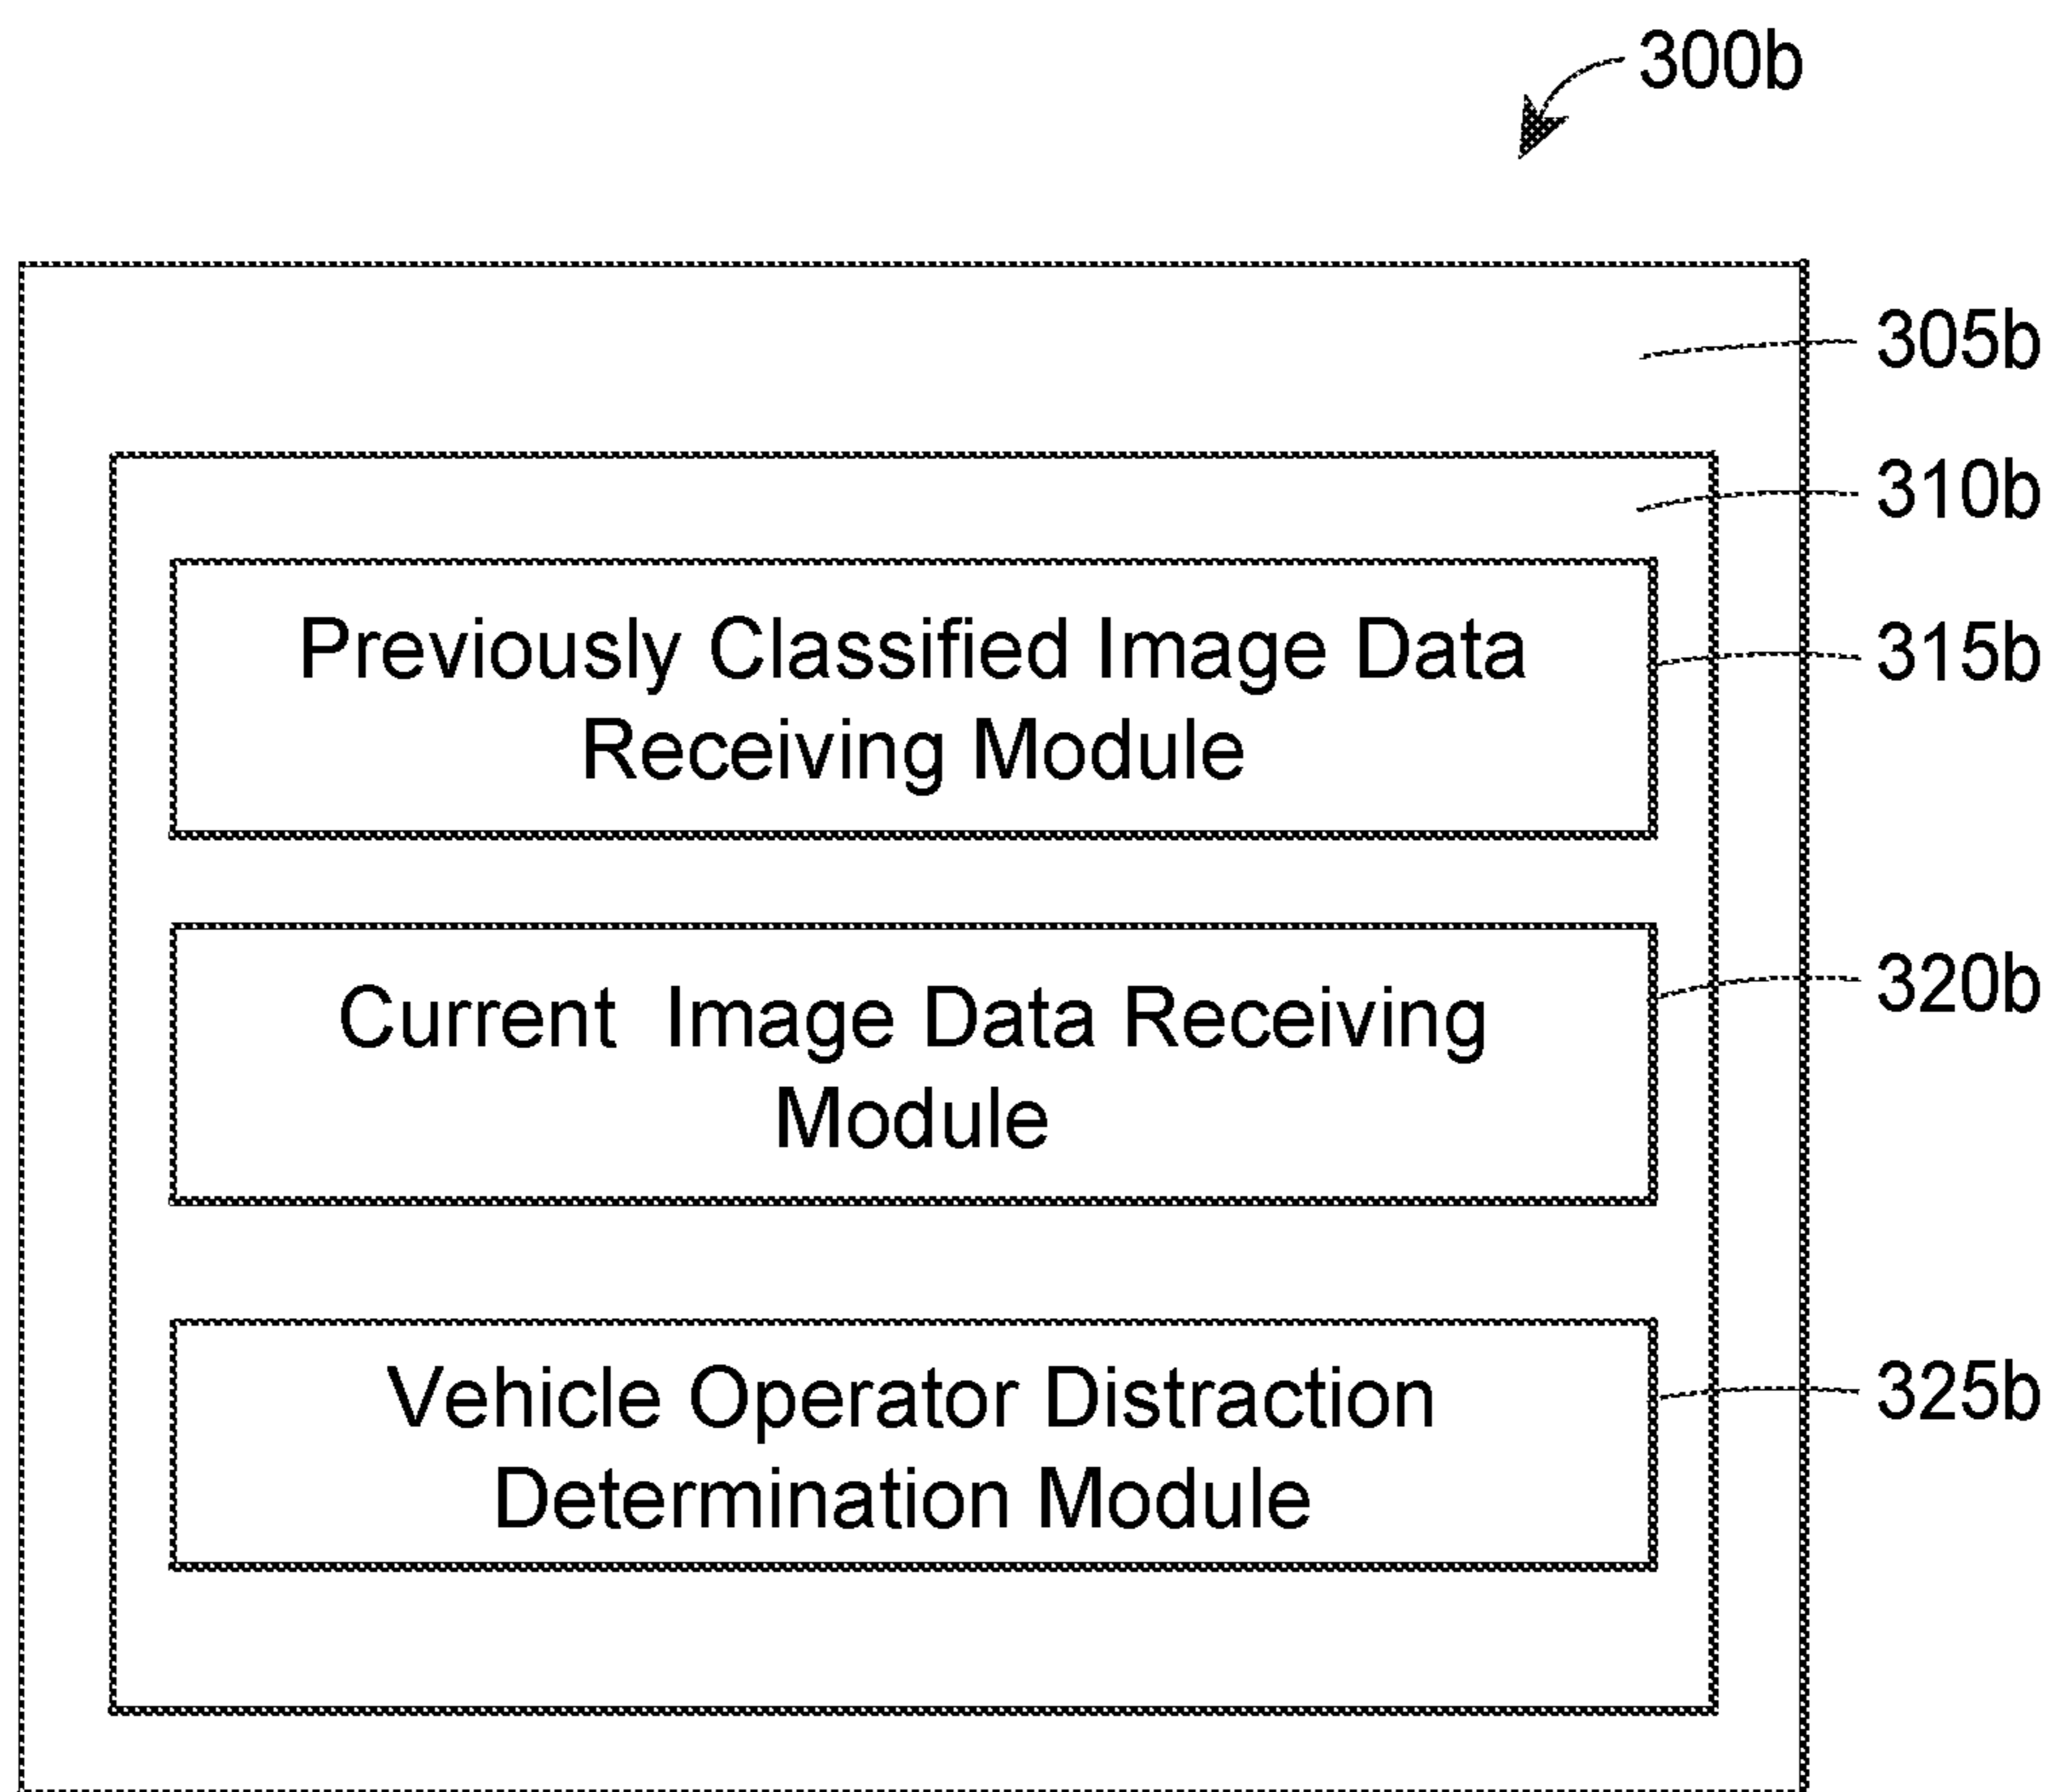 300b
305b
310b
Previously Classified Image Data
Receiving Module
315b
Current Image Data Receiving
Module
320b
Vehicle Operator Distraction
Determination Module
325b